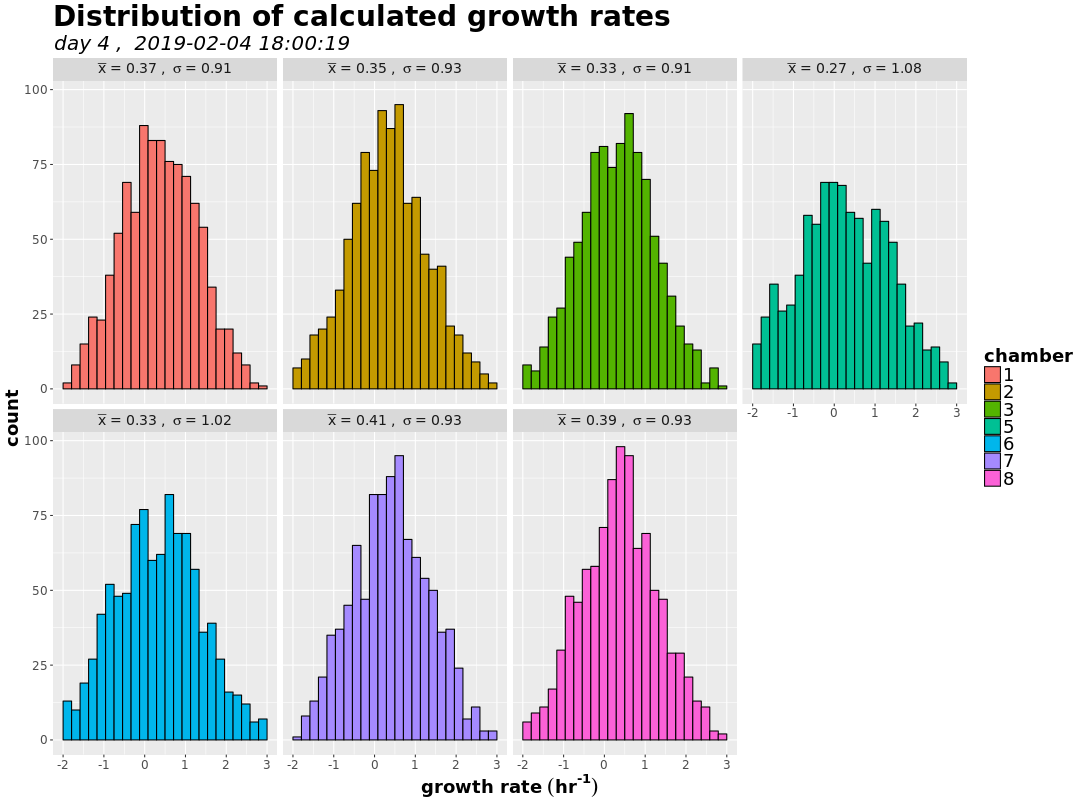 Distribution of calculated growth rates
day 4 ,  2019-02-04 18:00:19
x̅ = 0.37 ,  σ = 0.91
x̅ = 0.35 ,  σ = 0.93
x̅ = 0.33 ,  σ = 0.91
x̅ = 0.27 ,  σ = 1.08
100
75
50
25
0
-2 -1 0 1 2 3
x̅ = 0.33 ,  σ = 1.02
x̅ = 0.41 ,  σ = 0.93
x̅ = 0.39 ,  σ = 0.93
100
75
50
25
0
-2 -1 0 1 2 3
-2 -1 0 1 2 3
-2 -1 0 1 2 3
count
growth rate (hr⁻¹)
chamber
1
2
3
5
6
7
8